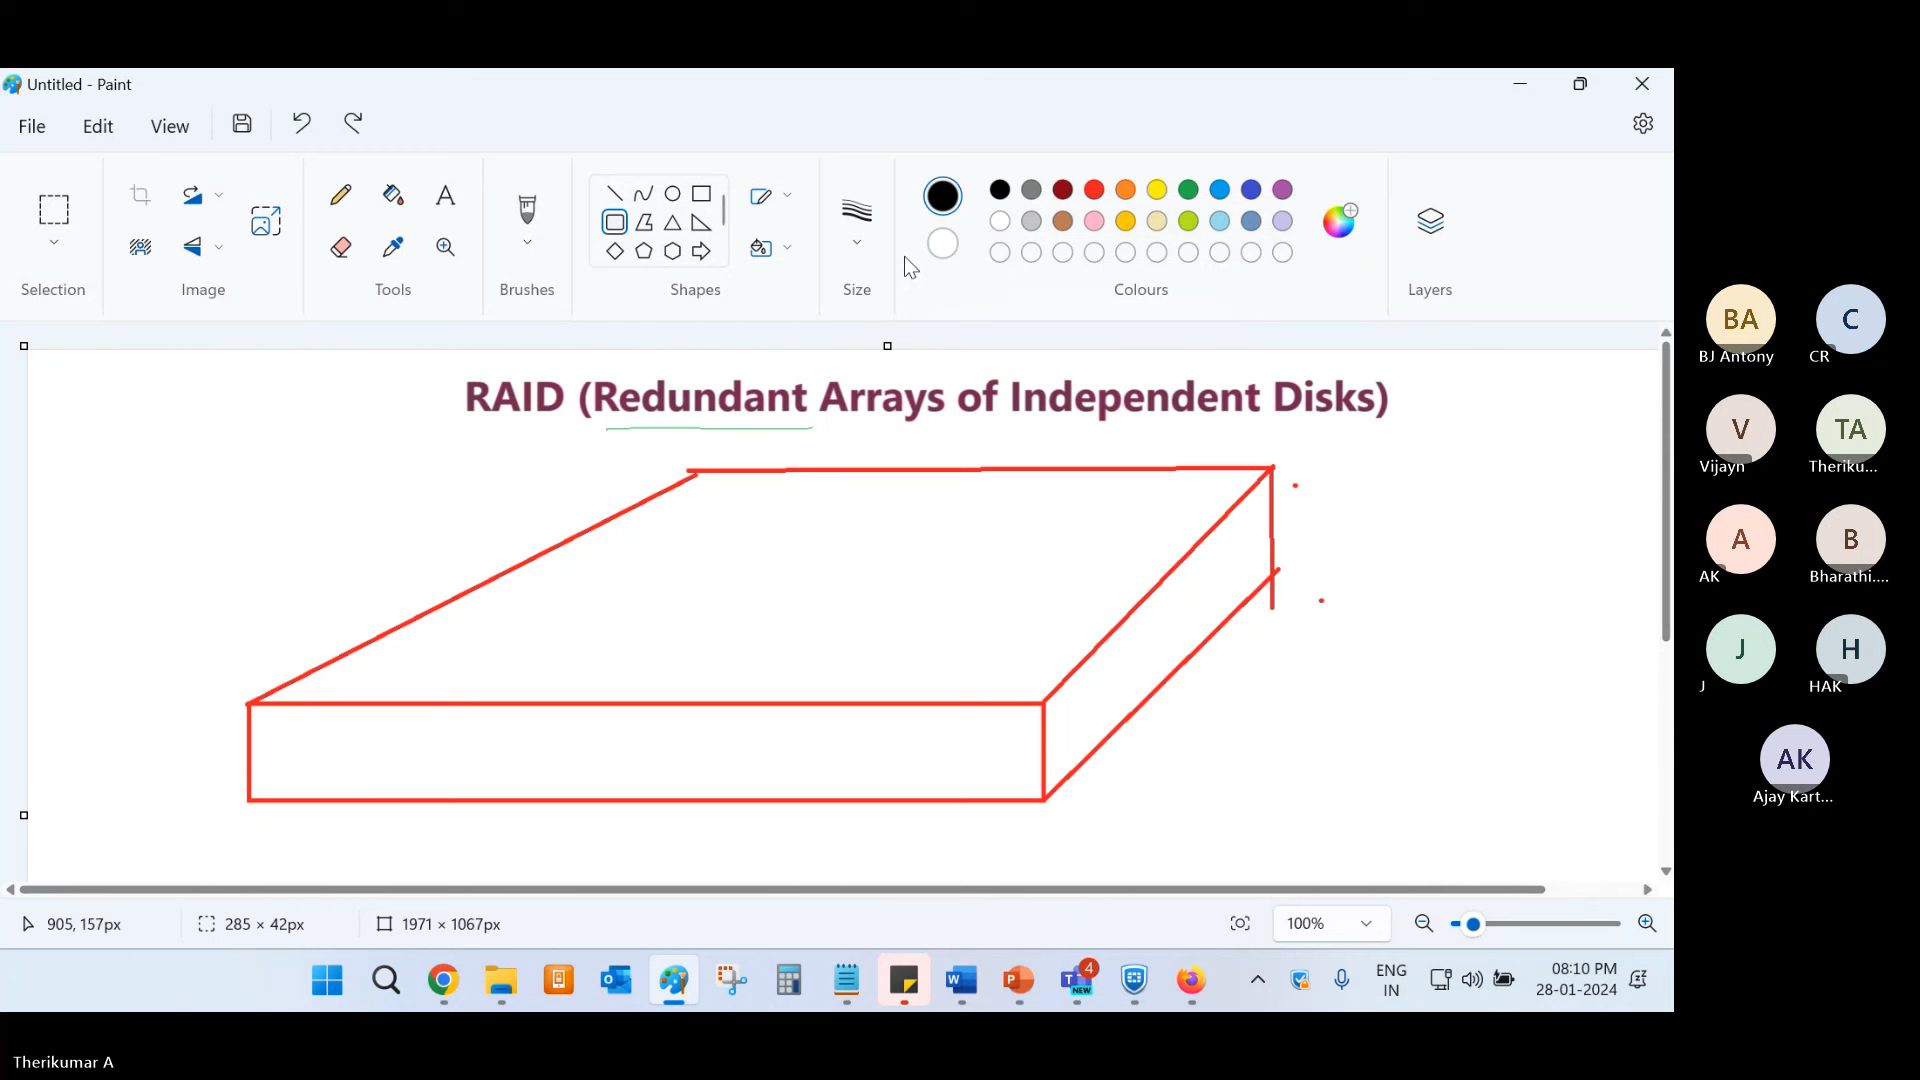 Untitled - Paint
File Edit View
Selection Image Tools Brushes Shapes Size Colours Layers
RAID (Redundant Arrays of Independent Disks)
BA C
BJ Antony CR
V TA
Vijayn Theriku...
A B
AK Bharathi....
J H
J HAK
AK
Ajay Kart...
905, 157px 285 × 42px 1971 × 1067px 100%
4
NEW
ENG
IN
08:10 PM
28-01-2024
Therikumar A